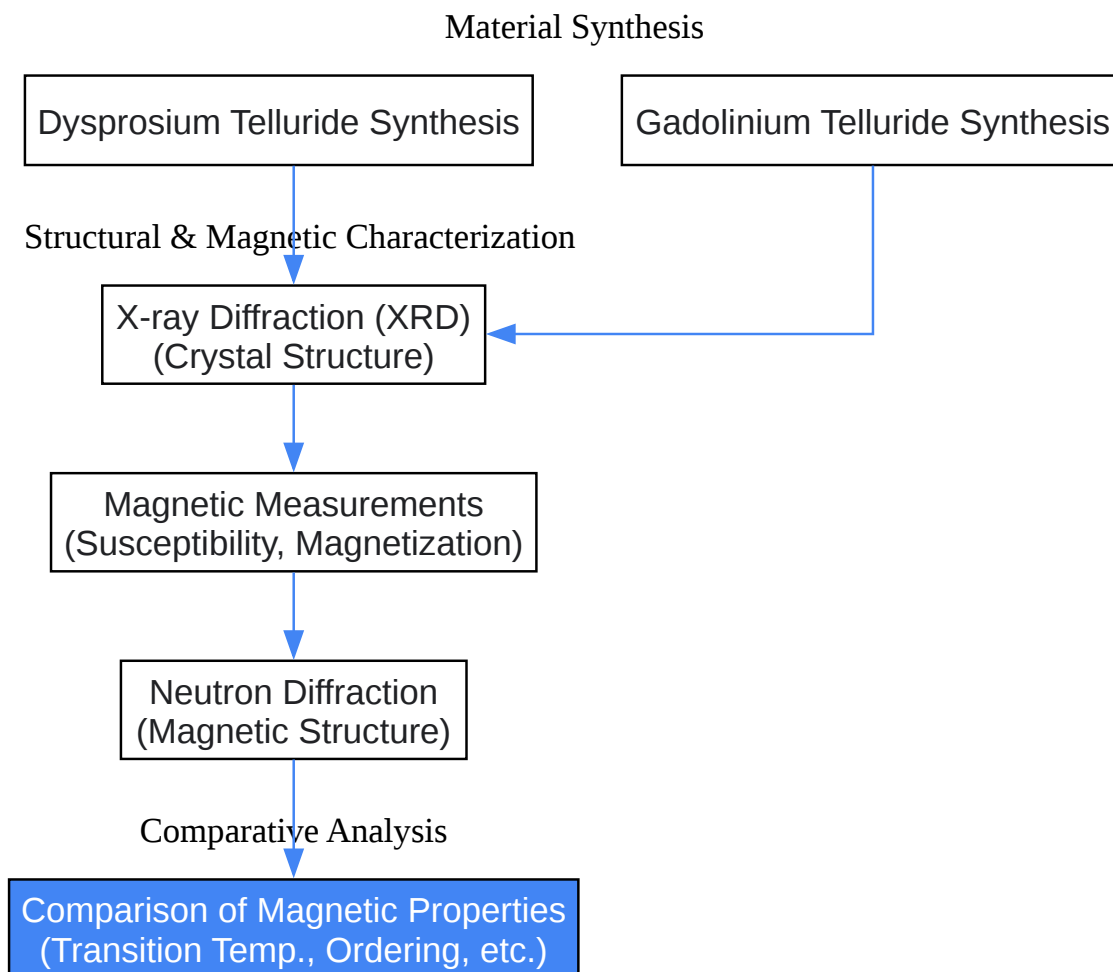 Material Synthesis
Dysprosium Telluride Synthesis
Gadolinium Telluride Synthesis
Structural & Magnetic Characterization
X-ray Diffraction (XRD)
(Crystal Structure)
Magnetic Measurements
(Susceptibility, Magnetization)
Neutron Diffraction
(Magnetic Structure)
Comparative Analysis
Comparison of Magnetic Properties
(Transition Temp., Ordering, etc.)